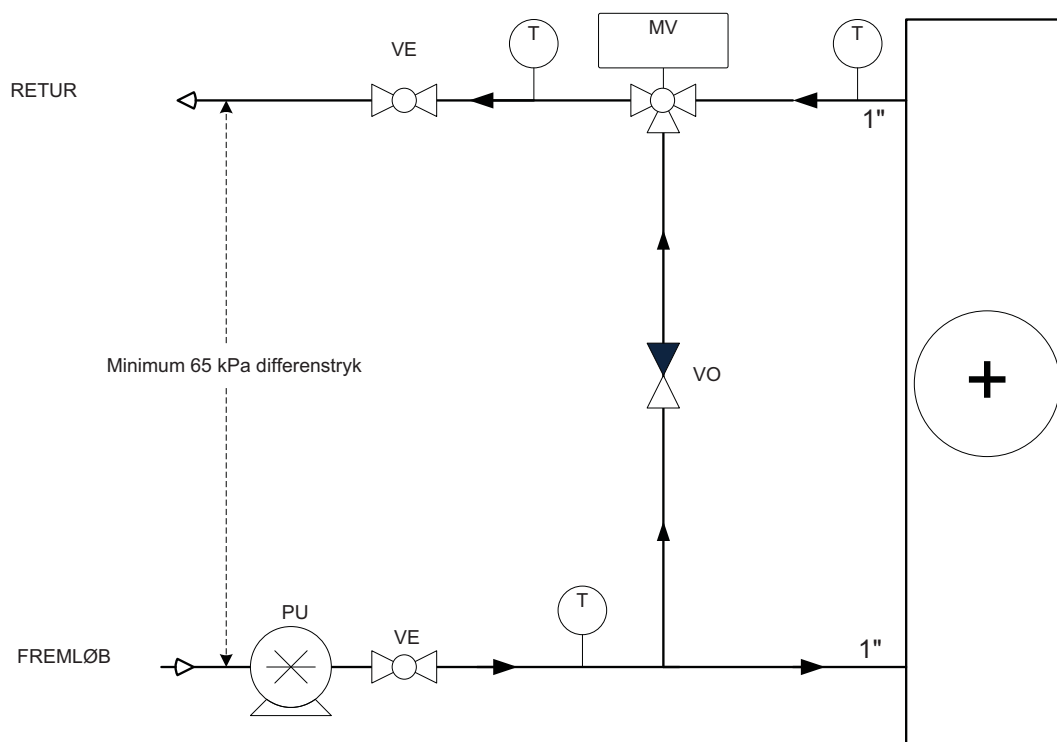 T
MV
T
VE
RETUR
1"
Minimum 65 kPa differenstryk
VO
T
PU
VE
1"
FREMLØB